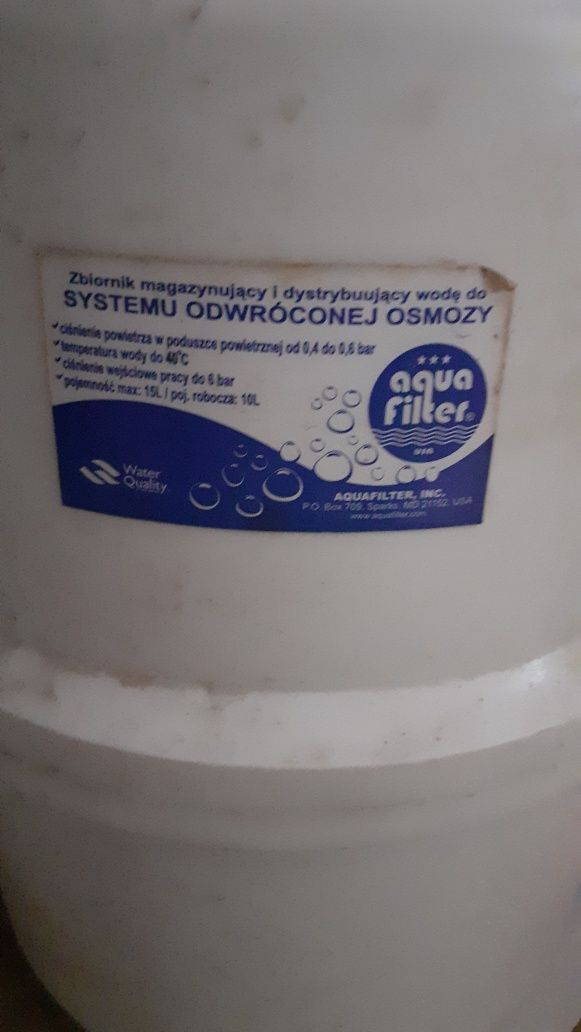 Zbiornik magazynujący i dystrybuujący wodę do
SYSTEMU ODWRÓCONEJ OSMOZY
✓ciśnienie powietrza w poduszce powietrznej od 0,4 do 0,6 bar
✓temperatura wody do 40°C
✓ciśnienie wejściowe pracy do 6 bar
✓pojemność max: 15L / poj. robocza: 10L
aqua
filter
USA
Water
Quality
AQUAFILTER, INC.
P.O. Box 709, Sparks, MD 21152, USA
www.aquafilter.com